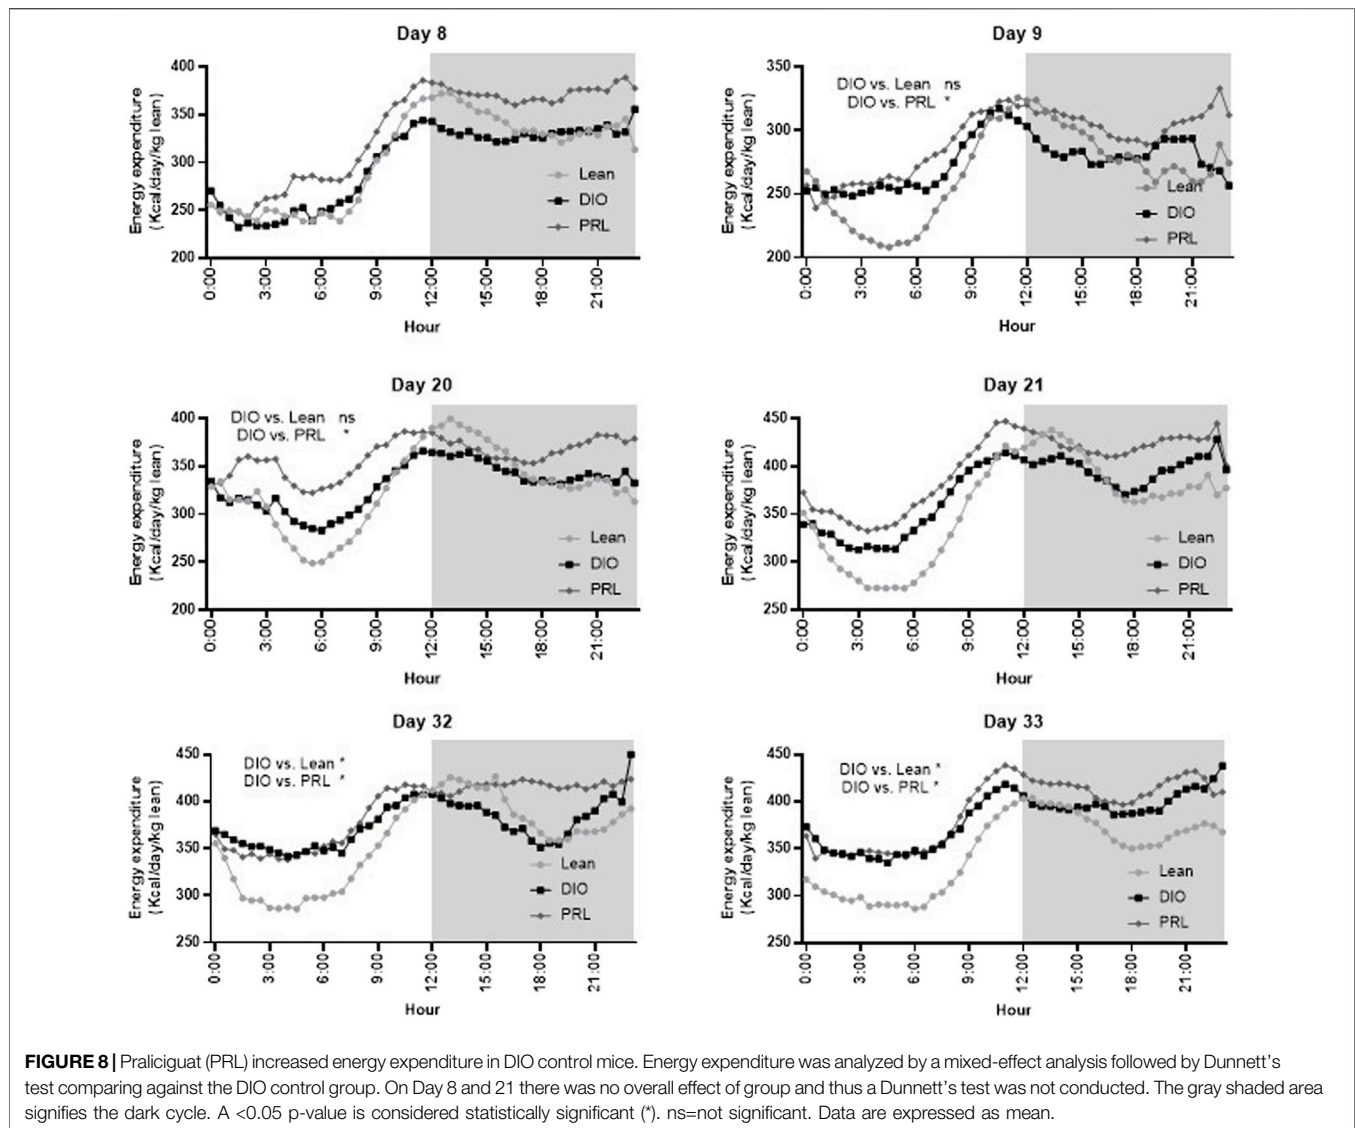 Day 8
Energy expenditure
(Kcal/day/kg lean)
400
350
300
250
200
Lean
DIO
PRL
0:00
3:00
6:00
9:00
12:00
15:00
18:00
21:00
Hour
Day 9
Energy expenditure
(Kcal/day/kg lean)
350
300
250
200
DIO vs. Lean ns
DIO vs. PRL *
Lean
DIO
PRL
0:00
3:00
6:00
9:00
12:00
15:00
18:00
21:00
Hour
Day 20
Energy expenditure
(Kcal/day/kg lean)
400
350
300
250
200
DIO vs. Lean ns
DIO vs. PRL *
Lean
DIO
PRL
0:00
3:00
6:00
9:00
12:00
15:00
18:00
21:00
Hour
Day 21
Energy expenditure
(Kcal/day/kg lean)
450
400
350
300
250
Lean
DIO
PRL
0:00
3:00
6:00
9:00
12:00
15:00
18:00
21:00
Hour
Day 32
Energy expenditure
(Kcal/day/kg lean)
450
400
350
300
250
DIO vs. Lean *
DIO vs. PRL *
Lean
DIO
PRL
0:00
3:00
6:00
9:00
12:00
15:00
18:00
21:00
Hour
Day 33
Energy expenditure
(Kcal/day/kg lean)
450
400
350
300
250
DIO vs. Lean *
DIO vs. PRL *
Lean
DIO
PRL
0:00
3:00
6:00
9:00
12:00
15:00
18:00
21:00
Hour
FIGURE 8 | Praliciguat (PRL) increased energy expenditure in DIO control mice. Energy expenditure was analyzed by a mixed-effect analysis followed by Dunnett's
test comparing against the DIO control group. On Day 8 and 21 there was no overall effect of group and thus a Dunnett's test was not conducted. The gray shaded area
signifies the dark cycle. A <0.05 p-value is considered statistically significant (*). ns=not significant. Data are expressed as mean.